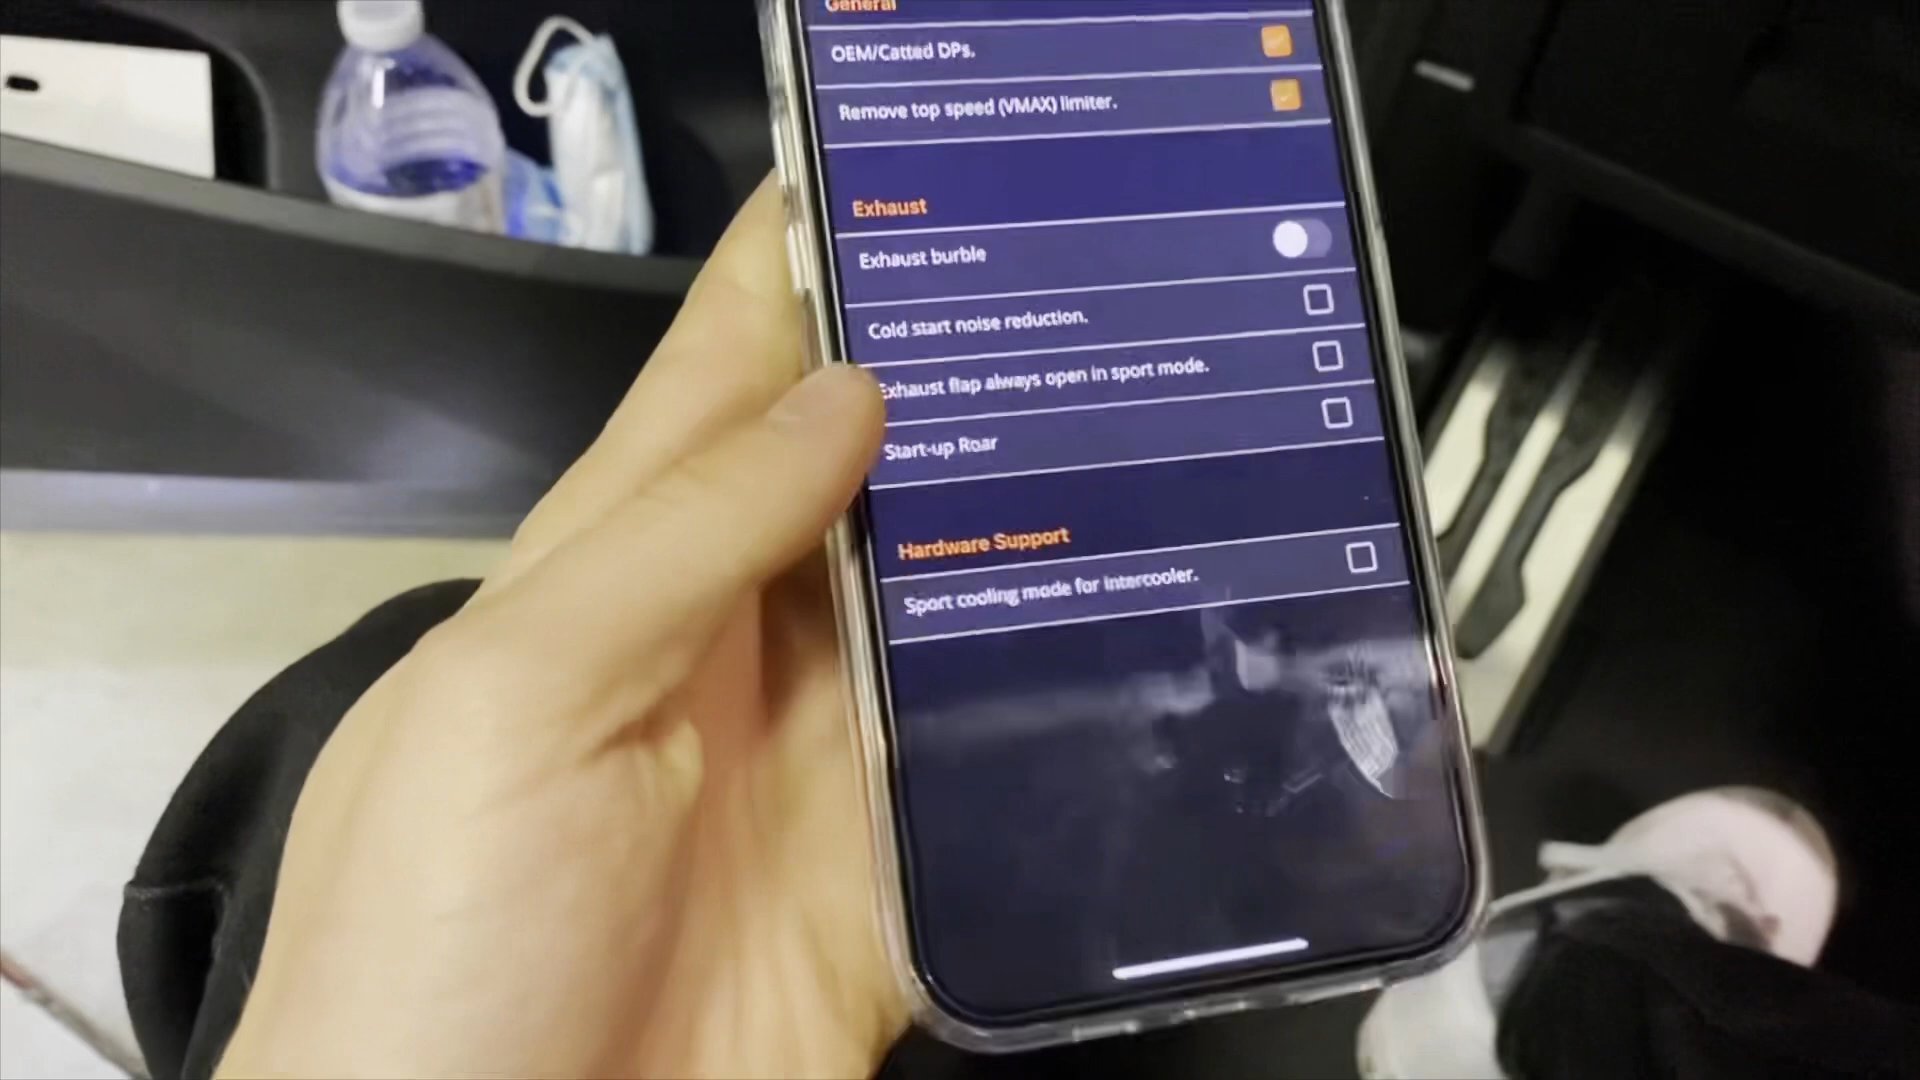 General
OEM/Catted DPs.
Remove top speed (VMAX) limiter.
Exhaust
Exhaust burble
Cold start noise reduction.
Exhaust flap always open in sport mode.
Start-up Roar
Hardware Support
Sport cooling mode for intercooler.